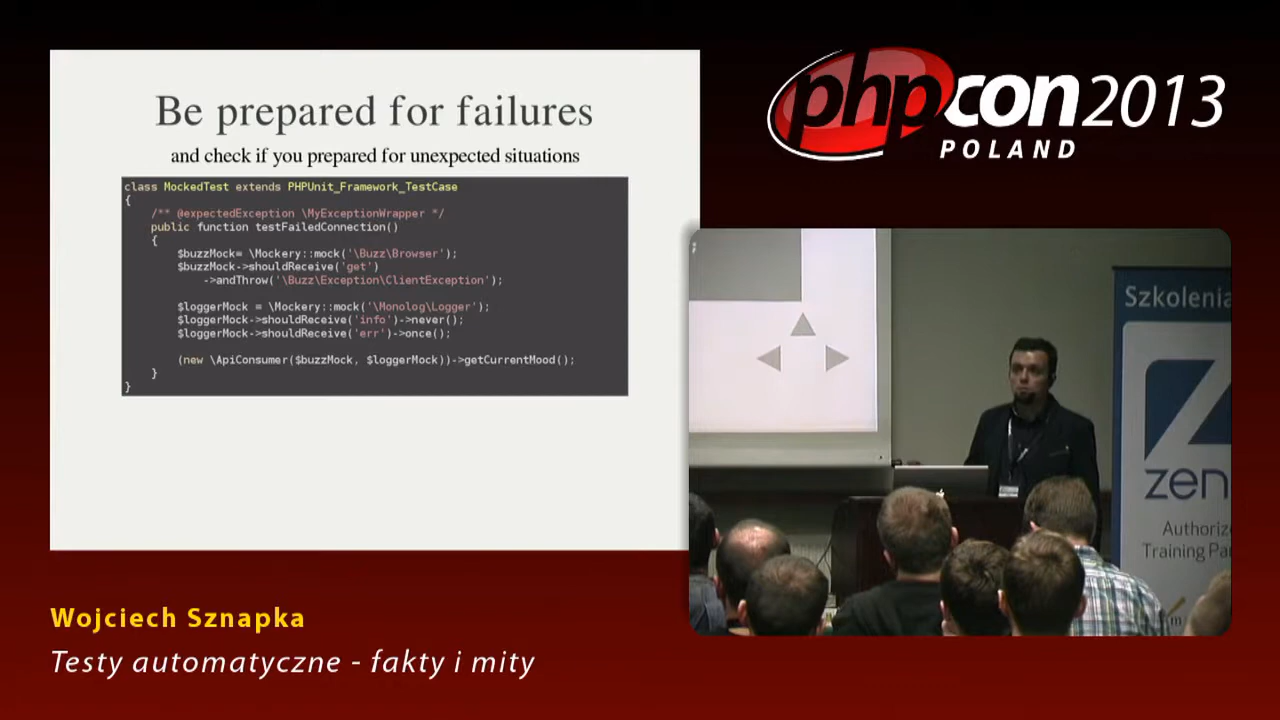 Be prepared for failures
and check if you prepared for unexpected situations
class MockedTest extends PHPUnit_Framework_TestCase
{
    /** @expectedException \MyExceptionWrapper */
    public function testFailedConnection()
    {
        $buzzMock= \Mockery::mock('\Buzz\Browser');
        $buzzMock->shouldReceive('get')
            ->andThrow('\Buzz\Exception\ClientException');
        $loggerMock = \Mockery::mock('\Monolog\Logger');
        $loggerMock->shouldReceive('info')->never();
        $loggerMock->shouldReceive('err')->once();
        (new \ApiConsumer($buzzMock, $loggerMock))->getCurrentMood();
    }
}
phpcon2013
POLAND
Szkolenia
zen
Authorize
Training Par
Wojciech Sznapka
Testy automatyczne - fakty i mity